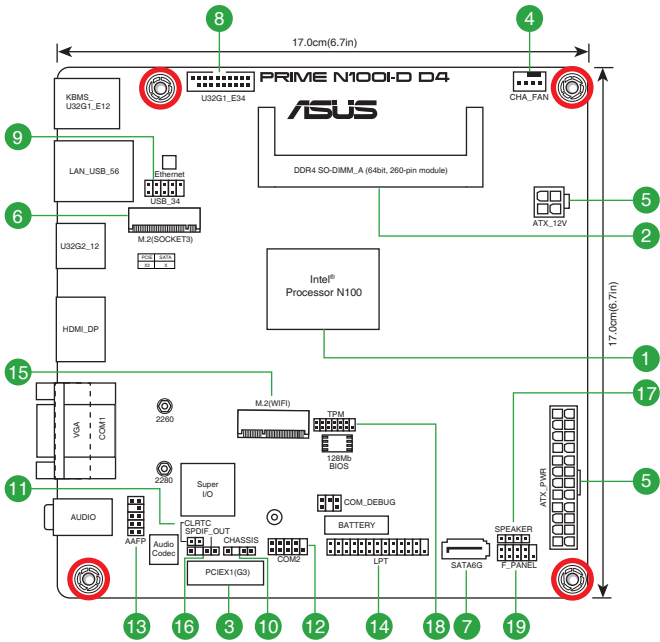 8
4
17.0cm(6.7in)
KBMS_
U32G1_E12
U32G1_E34
PRIME N100I-D D4
ASUS
CHA_FAN
9
LAN_USB_56
Ethernet
USB_34
DDR4 SO-DIMM_A (64bit, 260-pin module)
5
ATX_12V
6
M.2(SOCKET3)
2
U32G2_12
PCIE SATA
X2 X
Intel®
Processor N100
17.0cm(6.7in)
HDMI_DP
1
15
M.2(WIFI)
17
VGA
COM1
2260
TPM
18
128Mb
BIOS
2280
Super
I/O
ATX_PWR
5
11
COM_DEBUG
AUDIO
CLRTC
SPDIF_OUT
CHASSIS
BATTERY
SPEAKER
AAFP
Audio
Codec
COM2
LPT
SATA6G
F_PANEL
PCIEX1(G3)
13
16
3
10
12
14
18
7
19